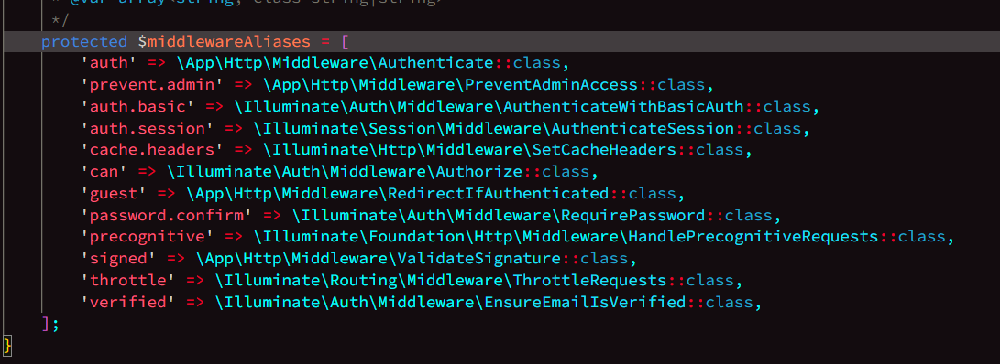 * @var array<string, class-string|string>
*/
protected $middlewareAliases = [
'auth' => \App\Http\Middleware\Authenticate::class,
'prevent.admin' => \App\Http\Middleware\PreventAdminAccess::class,
'auth.basic' => \Illuminate\Auth\Middleware\AuthenticateWithBasicAuth::class,
'auth.session' => \Illuminate\Session\Middleware\AuthenticateSession::class,
'cache.headers' => \Illuminate\Http\Middleware\SetCacheHeaders::class,
'can' => \Illuminate\Auth\Middleware\Authorize::class,
'guest' => \App\Http\Middleware\RedirectIfAuthenticated::class,
'password.confirm' => \Illuminate\Auth\Middleware\RequirePassword::class,
'precognitive' => \Illuminate\Foundation\Http\Middleware\HandlePrecognitiveRequests::class,
'signed' => \App\Http\Middleware\ValidateSignature::class,
'throttle' => \Illuminate\Routing\Middleware\ThrottleRequests::class,
'verified' => \Illuminate\Auth\Middleware\EnsureEmailIsVerified::class,
];
}